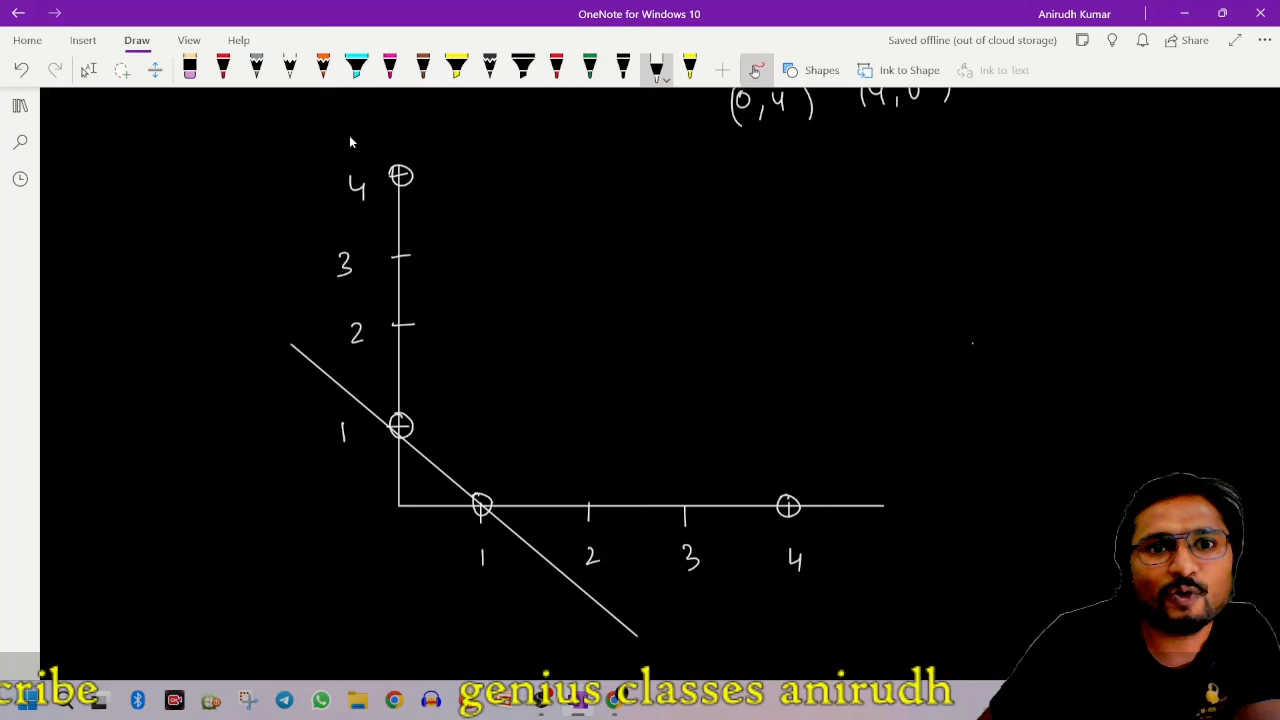 OneNote for Windows 10
Anirudh Kumar
Home Insert Draw View Help
Saved offline (out of cloud storage)
Share
Shapes
Ink to Shape
Ink to Text
(0,4) (4,0)
4
3
2
1
1 2 3 4
cribe genius classes anirudh